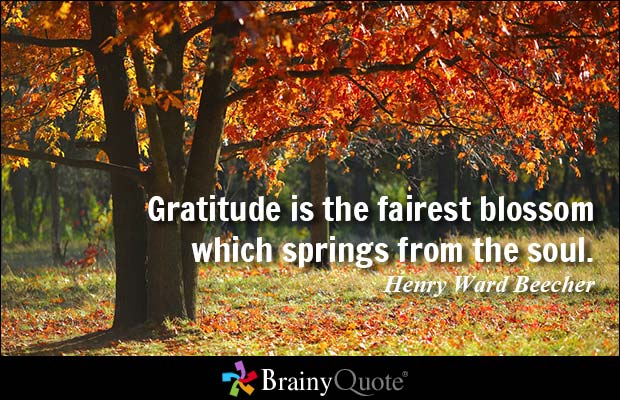 Gratitude is the fairest blossom
which springs from the soul.
Henry Ward Beecher
BrainyQuote®